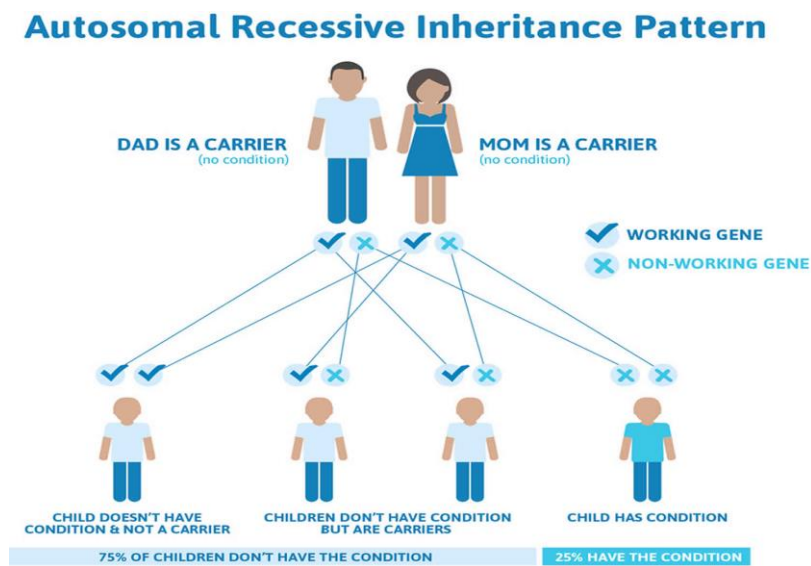 Autosomal Recessive Inheritance Pattern
DAD IS A CARRIER
(no condition)
MOM IS A CARRIER
(no condition)
WORKING GENE
NON-WORKING GENE
CHILD DOESN'T HAVE
CONDITION & NOT A CARRIER
CHILDREN DON'T HAVE CONDITION
BUT ARE CARRIERS
CHILD HAS CONDITION
75% OF CHILDREN DON'T HAVE THE CONDITION
25% HAVE THE CONDITION